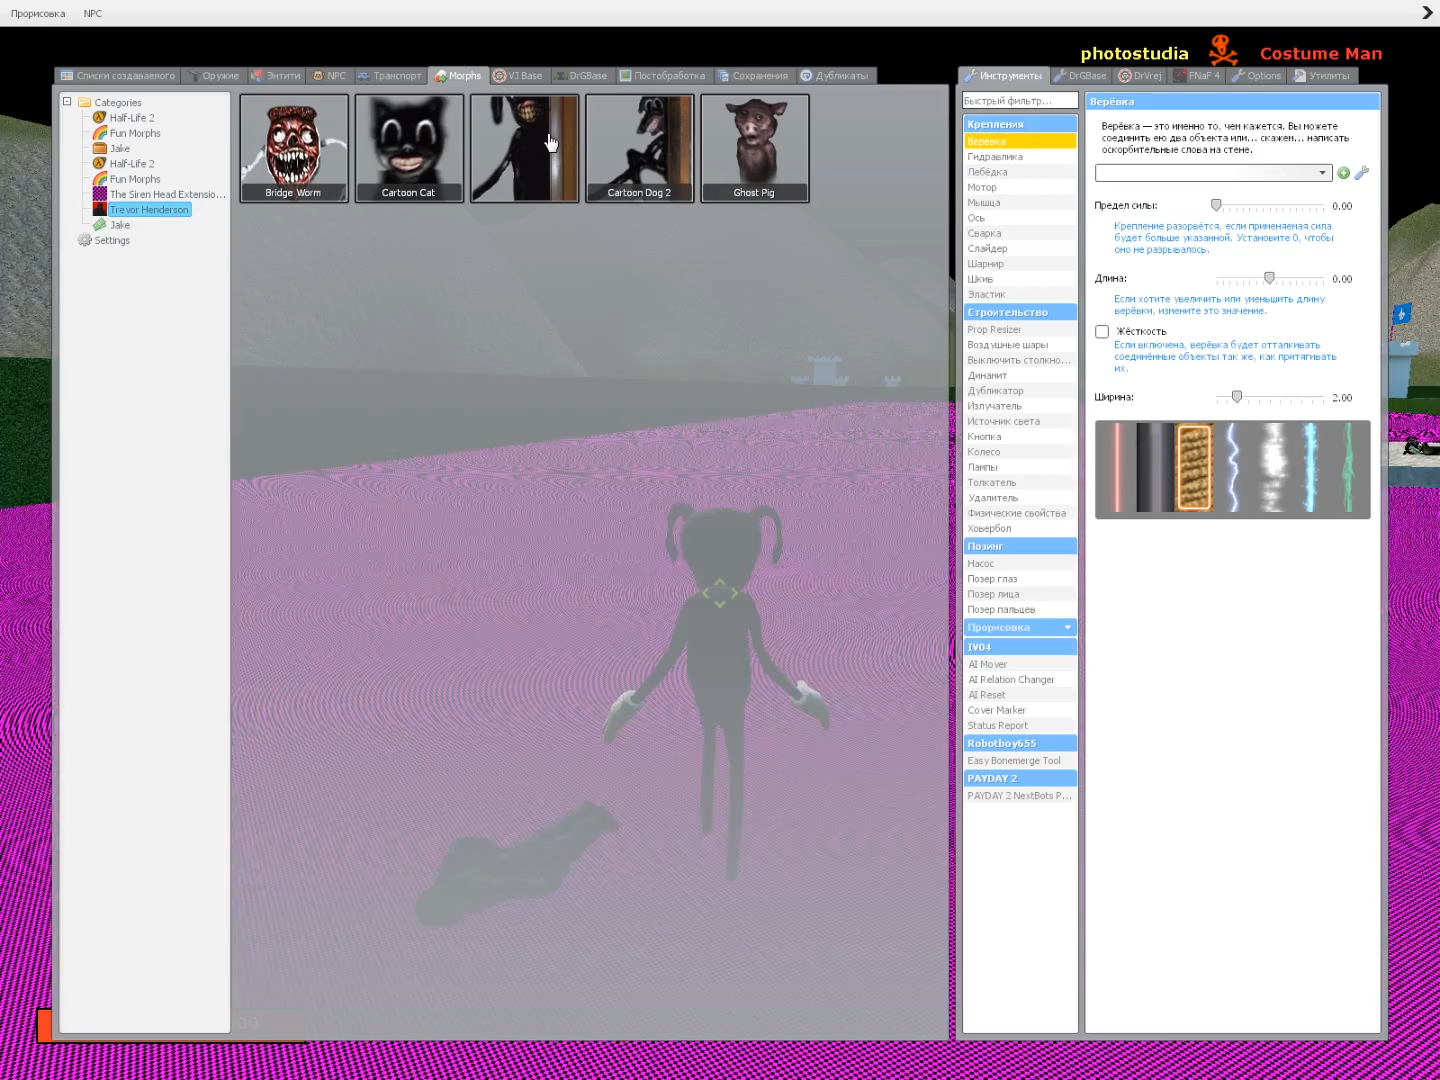 Прорисовка NPC
photostudia Costume Man
Списки создаваемого Оружие Энтити NPC Транспорт Morphs VJ Base DrGBase Постобработка Сохранения Дубликаты
Categories
Half-Life 2
Fun Morphs
Jake
Half-Life 2
Fun Morphs
The Siren Head Extensio...
Trevor Henderson
Jake
Settings
Bridge Worm
Cartoon Cat
Cartoon Dog 2
Ghost Pig
Инструменты DrGBase DrVrej FNaF 4 Options Утилиты
Быстрый фильтр...
Крепления
Верёвка
Гидравлика
Лебёдка
Мотор
Мышца
Ось
Сварка
Слайдер
Шарнир
Шкив
Эластик
Строительство
Prop Resizer
Воздушные шары
Выключить столкно...
Динамит
Дубликатор
Излучатель
Источник света
Кнопка
Колесо
Лампы
Толкатель
Удалитель
Физические свойства
Ховербол
Позинг
Насос
Позер глаз
Позер лица
Позер пальцев
Прорисовка
IV04
AI Mover
AI Relation Changer
AI Reset
Cover Marker
Status Report
Robotboy655
Easy Bonemerge Tool
PAYDAY 2
PAYDAY 2 NextBots P...
Верёвка
Верёвка — это именно то, чем кажется. Вы можете
соединить ею два объекта или... скажем... написать
оскорбительные слова на стене.
Предел силы: 0.00
Крепление разорвётся, если применяемая сила
будет больше указанной. Установите 0, чтобы
оно не разрывалось.
Длина: 0.00
Если хотите увеличить или уменьшить длину
верёвки, измените это значение.
Жёсткость
Если включена, верёвка будет отталкивать
соединённые объекты так же, как притягивать
их.
Ширина: 2.00